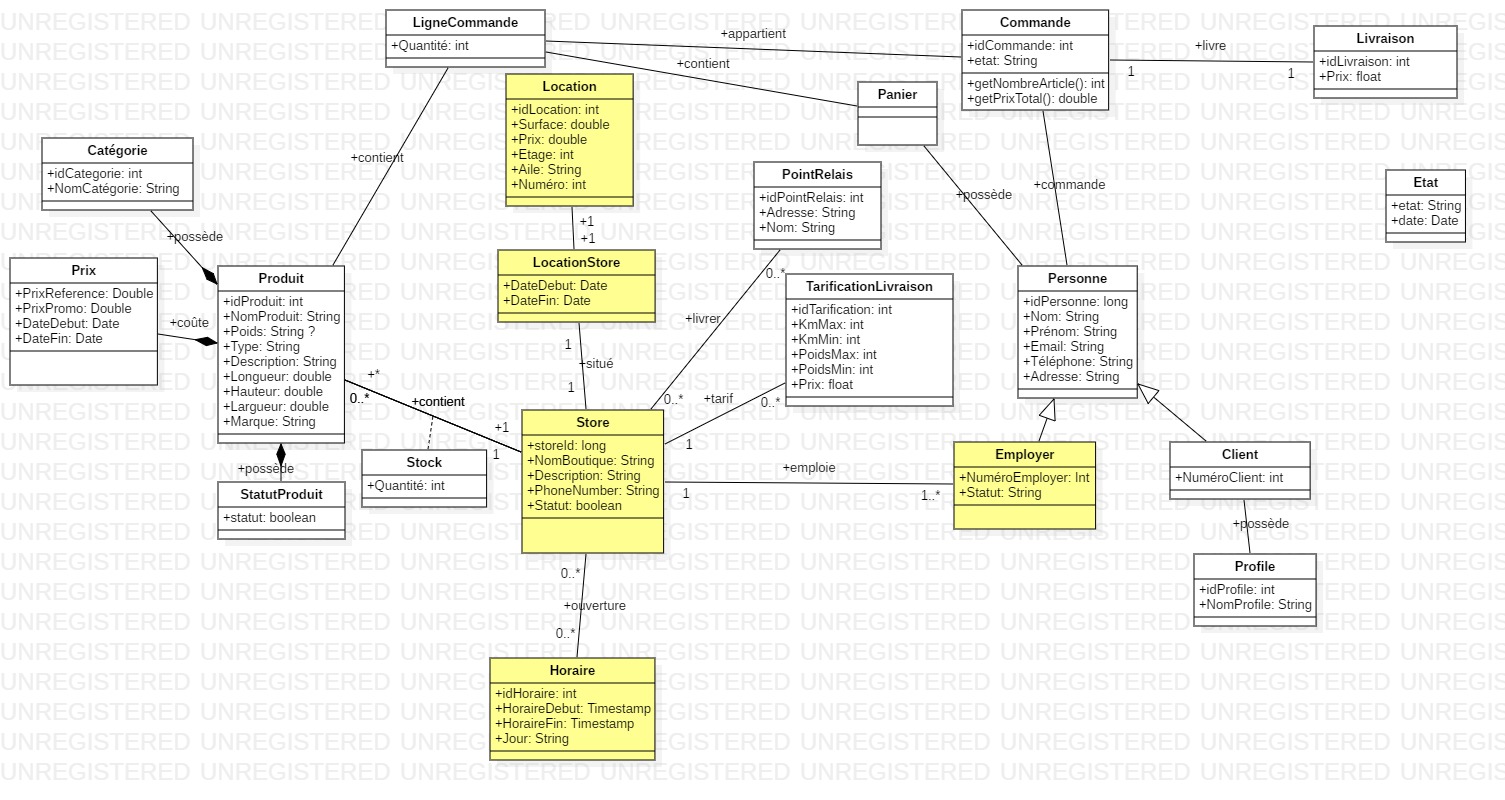 LigneCommande
+Quantité: int
+appartient
+contient
Commande
+idCommande: int
+etat: String
+getNombreArticle(): int
+getPrixTotal(): double
+livre
1
1
Livraison
+idLivraison: int
+Prix: float
Location
+idLocation: int
+Surface: double
+Prix: double
+Etage: int
+Aile: String
+Numéro: int
Panier
Catégorie
+idCategorie: int
+NomCatégorie: String
+contient
PointRelais
+idPointRelais: int
+Adresse: String
+Nom: String
+possède
+commande
Etat
+etat: String
+date: Date
+possède
+1
+1
LocationStore
+DateDebut: Date
+DateFin: Date
Prix
+PrixReference: Double
+PrixPromo: Double
+DateDebut: Date
+DateFin: Date
+coûte
Produit
+idProduit: int
+NomProduit: String
+Poids: String ?
+Type: String
+Description: String
+Longueur: double
+Hauteur: double
+Largueur: double
+Marque: String
0..*
+livrer
0..*
TarificationLivraison
+idTarification: int
+KmMax: int
+KmMin: int
+PoidsMax: int
+PoidsMin: int
+Prix: float
Personne
+idPersonne: long
+Nom: String
+Prénom: String
+Email: String
+Téléphone: String
+Adresse: String
1
+situé
1
+*
0..*
+contient
+1
1
+tarif
0..*
1
Store
+storeId: long
+NomBoutique: String
+Description: String
+PhoneNumber: String
+Statut: boolean
Stock
+Quantité: int
+possède
StatutProduit
+statut: boolean
+emploie
1
1..*
Employer
+NuméroEmployer: Int
+Statut: String
Client
+NuméroClient: int
+possède
Profile
+idProfile: int
+NomProfile: String
0..*
+ouverture
0..*
Horaire
+idHoraire: int
+HoraireDebut: Timestamp
+HoraireFin: Timestamp
+Jour: String
UNREGISTERED